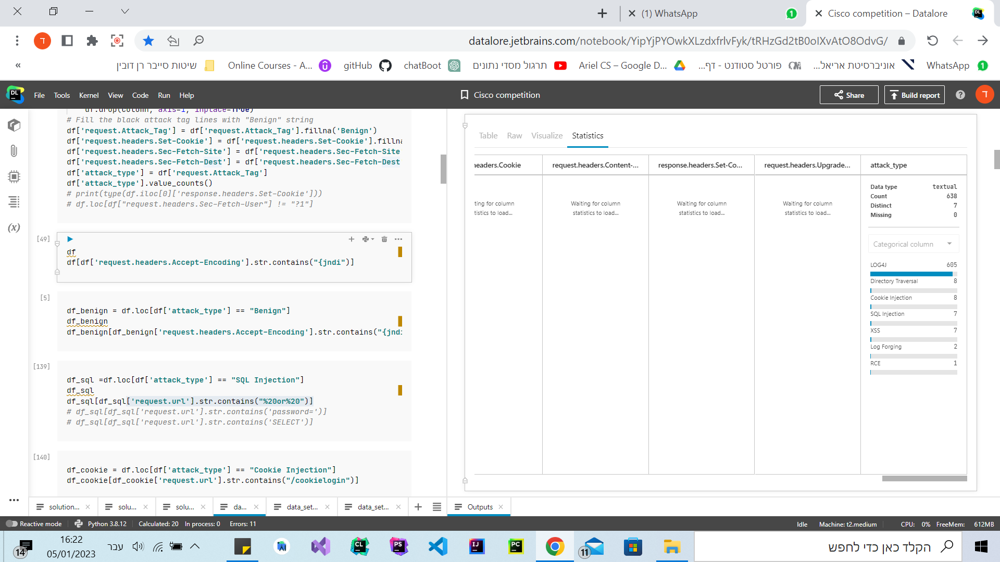 (1) WhatsApp
Cisco competition – Datalore
datalore.jetbrains.com/notebook/YipYjPYOwkXLzdxfrlvFyk/tRHzGd2tB0oIXvAtO8OdvG/
שיטות סייבר רן דובין
Online Courses - A...
gitHub
chatBoot
תרגול מסדי נתונים
Ariel CS – Google D...
פורטל סטודנט - דף...
אוניברסיטת אריאל...
WhatsApp
File Tools Kernel View Code Run Help
Cisco competition
Share
Build report
df.drop(column, axis=1, inplace=True)
# Fill the black attack tag lines with "Benign" string
df['request.Attack_Tag'] = df['request.Attack_Tag'].fillna('Benign')
df['request.headers.Set-Cookie'] = df['request.headers.Set-Cookie'].fillna
df['request.headers.Sec-Fetch-Site'] = df['request.headers.Sec-Fetch-Site
df['request.headers.Sec-Fetch-Dest'] = df['request.headers.Sec-Fetch-Dest
df['attack_type'] = df['request.Attack_Tag']
df['attack_type'].value_counts()
# print(type(df.iloc[0]['response.headers.Set-Cookie']))
# df.loc[df["request.headers.Sec-Fetch-User"] != "?1"]
[49]
df
df[df['request.headers.Accept-Encoding'].str.contains("{jndi")]
[5]
df_benign = df.loc[df['attack_type'] == "Benign"]
df_benign
df_benign[df_benign['request.headers.Accept-Encoding'].str.contains("{jndi
[139]
df_sql =df.loc[df['attack_type'] == "SQL Injection"]
df_sql
df_sql[df_sql['request.url'].str.contains("%20or%20")]
# df_sql[df_sql['request.url'].str.contains('password=')]
# df_sql[df_sql['request.url'].str.contains('SELECT')]
[140]
df_cookie = df.loc[df['attack_type'] == "Cookie Injection"]
df_cookie[df_cookie['request.url'].str.contains("/cookielogin")]
Table Raw Visualize Statistics
headers.Cookie
request.headers.Content-...
response.headers.Set-Co...
request.headers.Upgrade...
attack_type
ting for column
tistics to load...
Waiting for column
statistics to load...
Waiting for column
statistics to load...
Waiting for column
statistics to load...
Data type textual
Count 638
Distinct 7
Missing 0
Categorical column
LOG4J 605
Directory Traversal 8
Cookie Injection 8
SQL Injection 7
XSS 7
Log Forging 2
RCE 1
solution...
solu...
solu...
da...
data_set...
data_set...
Outputs
Reactive mode
Python 3.8.12
Calculated: 20 In process: 0 Errors: 11
Idle Machine: t2.medium CPU: 0% FreeMem: 612MB
14
16:22
05/01/2023
עבר
11
הקלד כאן כדי לחפש